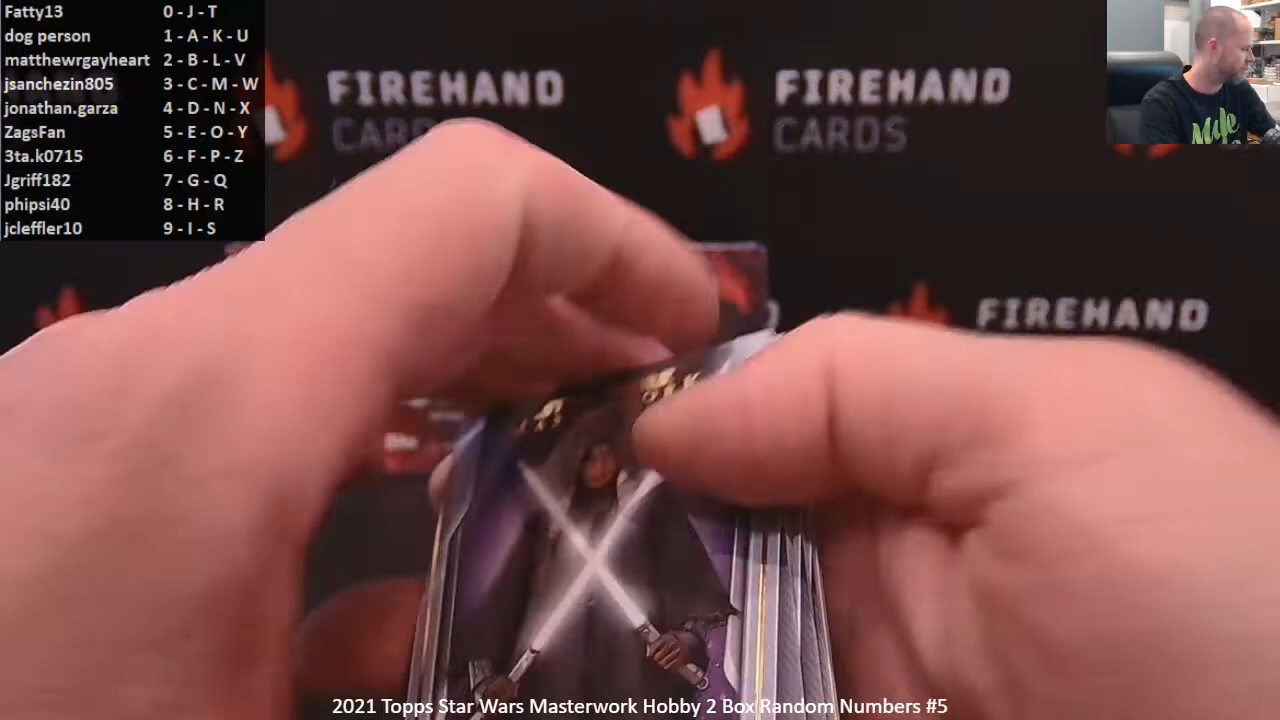 Fatty13 0 - J - T
dog person 1 - A - K - U
matthewrgayheart 2 - B - L - V
jsanchezin805 3 - C - M - W
jonathan.garza 4 - D - N - X
ZagsFan 5 - E - O - Y
3ta.k0715 6 - F - P - Z
Jgriff182 7 - G - Q
phipsi40 8 - H - R
jcleffler10 9 - I - S
FIREHAND
CARDS
FIREHAND
CARDS
FIREHAND
2021 Topps Star Wars Masterwork Hobby 2 Box Random Numbers #5